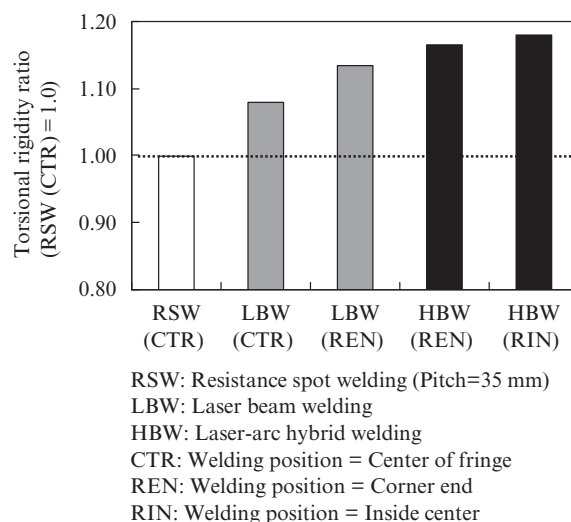 Torsional rigidity ratio
(RSW (CTR) = 1.0)
1.20
1.10
1.00
0.90
0.80
RSW LBW LBW HBW HBW
(CTR) (CTR) (REN) (REN) (RIN)
RSW: Resistance spot welding (Pitch=35 mm)
LBW: Laser beam welding
HBW: Laser-arc hybrid welding
CTR: Welding position = Center of fringe
REN: Welding position = Corner end
RIN: Welding position = Inside center